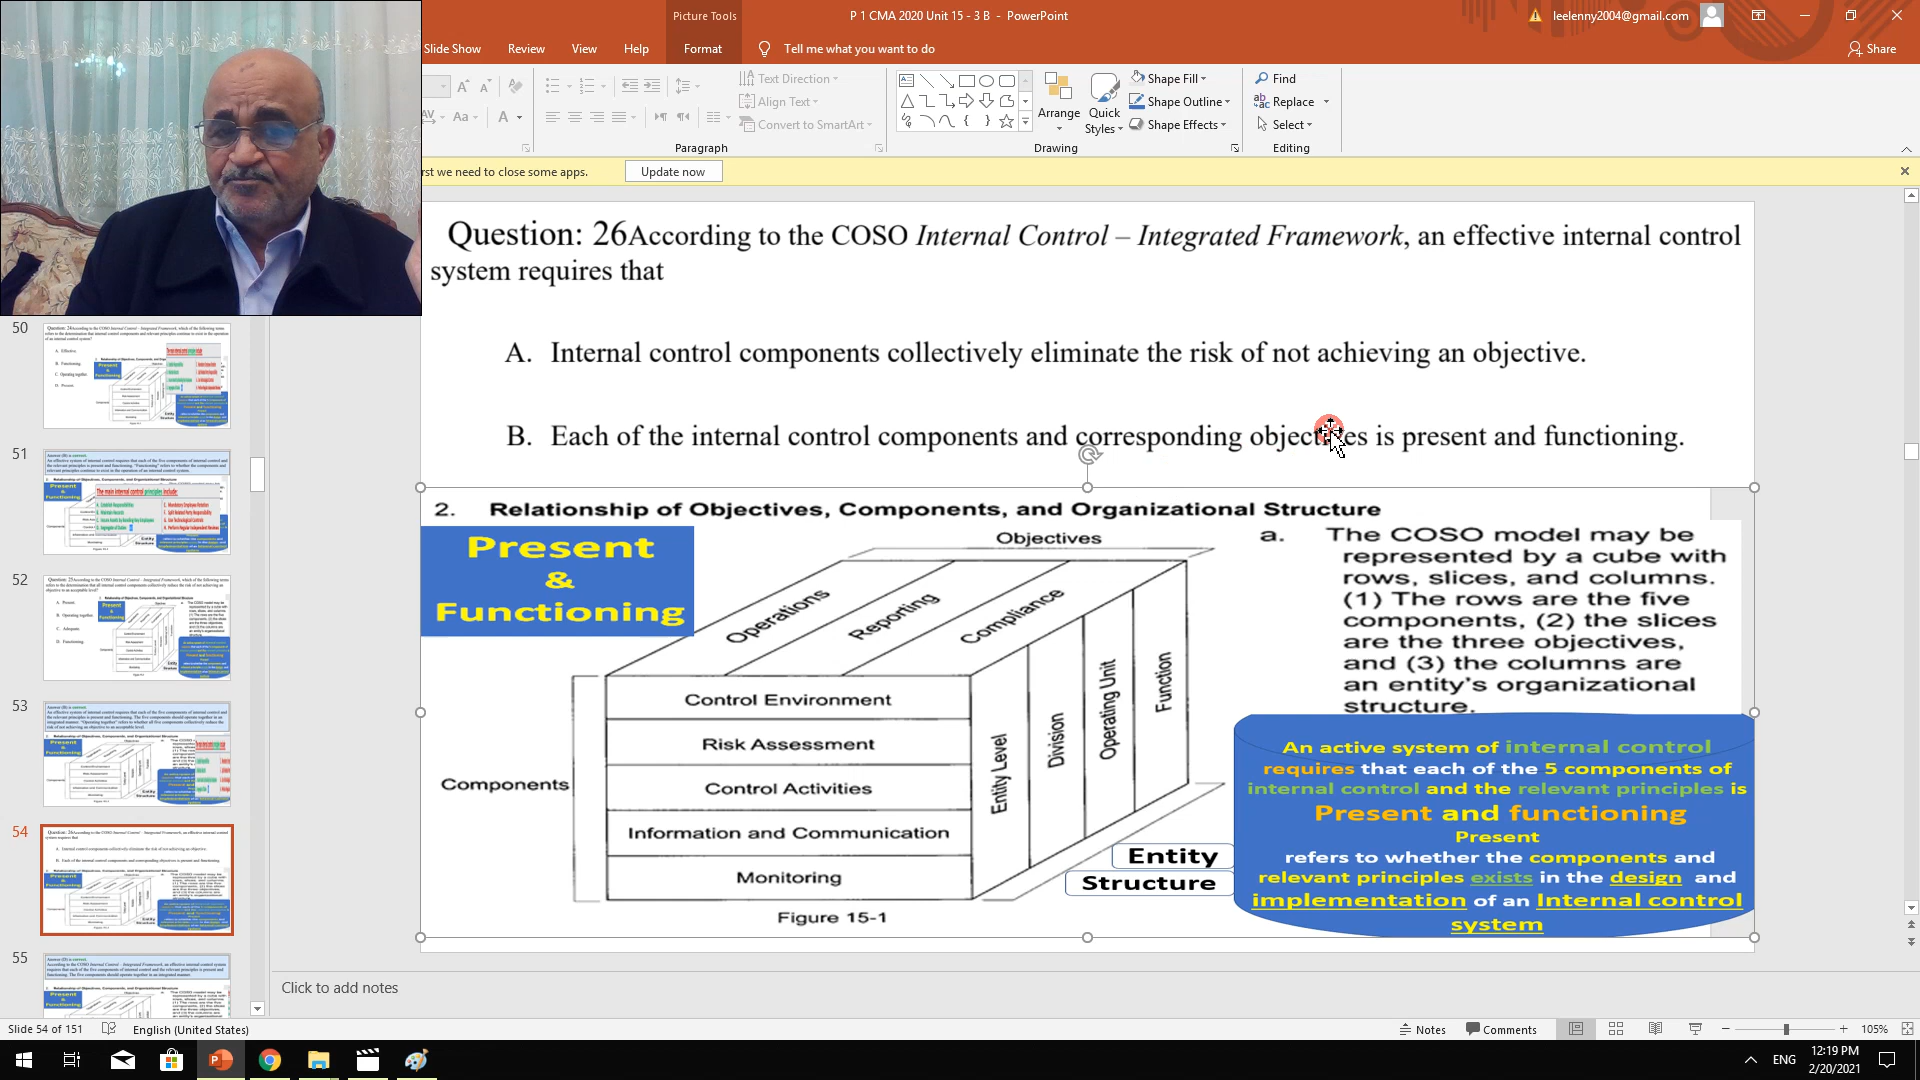 Picture Tools
P 1 CMA 2020 Unit 15 - 3 B - PowerPoint
leelenny2004@gmail.com
Slide Show
Review
View
Help
Format
Tell me what you want to do
Share
Text Direction
Align Text
Convert to SmartArt
Paragraph
Arrange
Quick
Styles
Shape Fill
Shape Outline
Shape Effects
Drawing
Find
Replace
Select
Editing
rst we need to close some apps.
Update now
Question: 26According to the COSO Internal Control – Integrated Framework, an effective internal control
system requires that
A. Internal control components collectively eliminate the risk of not achieving an objective.
B. Each of the internal control components and corresponding objectives is present and functioning.
2. Relationship of Objectives, Components, and Organizational Structure
Present
&
Functioning
Objectives
Operations
Reporting
Compliance
Control Environment
Risk Assessment
Control Activities
Information and Communication
Monitoring
Components
Entity Level
Division
Operating Unit
Function
Entity
Structure
Figure 15-1
a. The COSO model may be
represented by a cube with
rows, slices, and columns.
(1) The rows are the five
components, (2) the slices
are the three objectives,
and (3) the columns are
an entity's organizational
structure.
An active system of internal control
requires that each of the 5 components of
internal control and the relevant principles is
Present and functioning
Present
refers to whether the components and
relevant principles exists in the design and
implementation of an Internal control
system
50
51
52
53
54
55
Click to add notes
Slide 54 of 151
English (United States)
Notes
Comments
105%
ENG
12:19 PM
2/20/2021